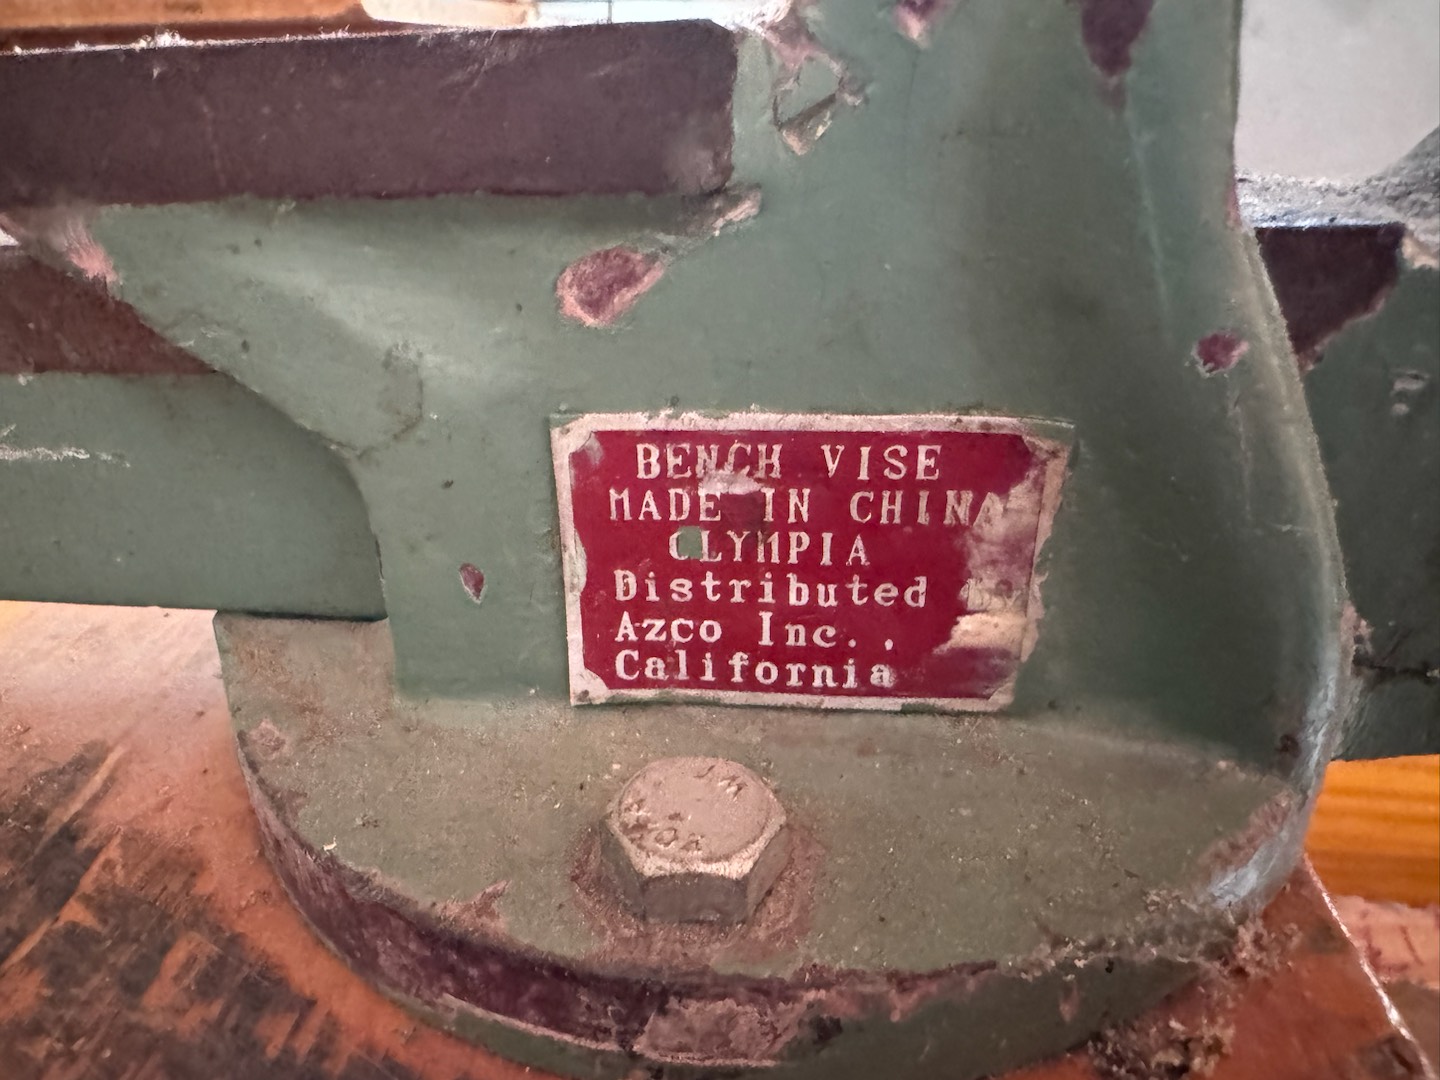 BENCH VISE
MADE IN CHINA
OLYMPIA
Distributed
Azco Inc.,
California